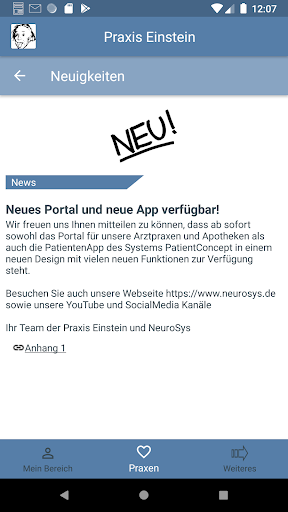 12:07
Praxis Einstein
Neuigkeiten
NEU!
News
Neues Portal und neue App verfügbar!
Wir freuen uns Ihnen mitteilen zu können, dass ab sofort
sowohl das Portal für unsere Arztpraxen und Apotheken als
auch die PatientenApp des Systems PatientConcept in einem
neuen Design mit vielen neuen Funktionen zur Verfügung
steht.
Besuchen Sie auch unsere Webseite https://www.neurosys.de
sowie unsere YouTube und SocialMedia Kanäle
Ihr Team der Praxis Einstein und NeuroSys
Anhang 1
Mein Bereich
Praxen
Weiteres